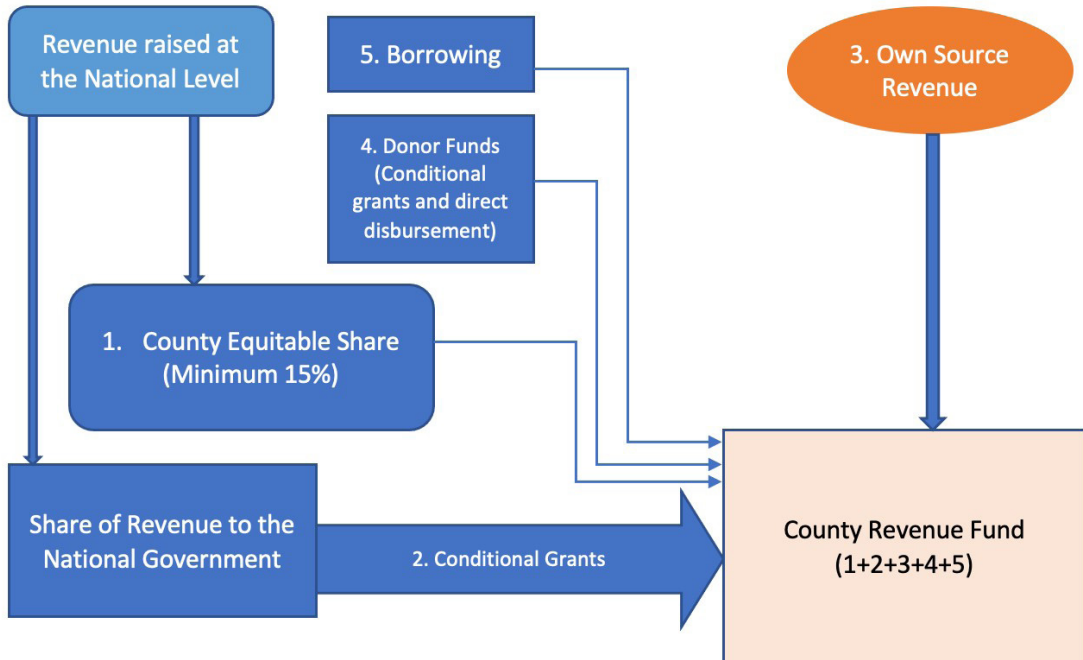 Revenue raised at
the National Level
5. Borrowing
3. Own Source
Revenue
4. Donor Funds
(Conditional
grants and direct
disbursement)
1. County Equitable Share
(Minimum 15%)
Share of Revenue to the
National Government
2. Conditional Grants
County Revenue Fund
(1+2+3+4+5)